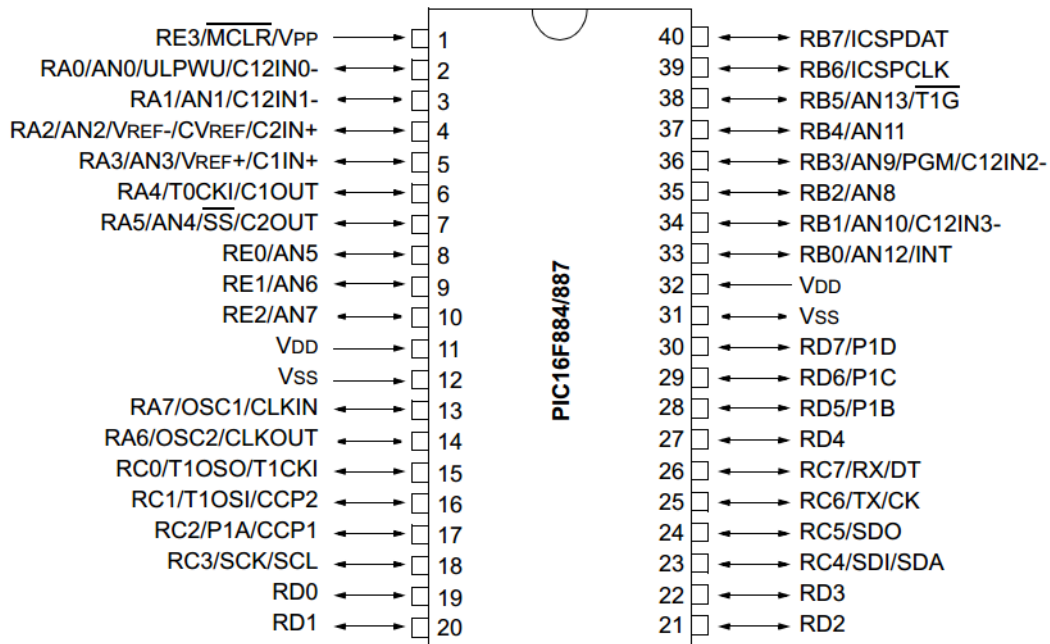 RE3/MCLR/VPP 1
RA0/AN0/ULPWU/C12IN0- 2
RA1/AN1/C12IN1- 3
RA2/AN2/VREF-/CVREF/C2IN+ 4
RA3/AN3/VREF+/C1IN+ 5
RA4/T0CKI/C1OUT 6
RA5/AN4/SS/C2OUT 7
RE0/AN5 8
RE1/AN6 9
RE2/AN7 10
VDD 11
VSS 12
RA7/OSC1/CLKIN 13
RA6/OSC2/CLKOUT 14
RC0/T1OSO/T1CKI 15
RC1/T1OSI/CCP2 16
RC2/P1A/CCP1 17
RC3/SCK/SCL 18
RD0 19
RD1 20
PIC16F884/887
40 RB7/ICSPDAT
39 RB6/ICSPCLK
38 RB5/AN13/T1G
37 RB4/AN11
36 RB3/AN9/PGM/C12IN2-
35 RB2/AN8
34 RB1/AN10/C12IN3-
33 RB0/AN12/INT
32 VDD
31 VSS
30 RD7/P1D
29 RD6/P1C
28 RD5/P1B
27 RD4
26 RC7/RX/DT
25 RC6/TX/CK
24 RC5/SDO
23 RC4/SDI/SDA
22 RD3
21 RD2